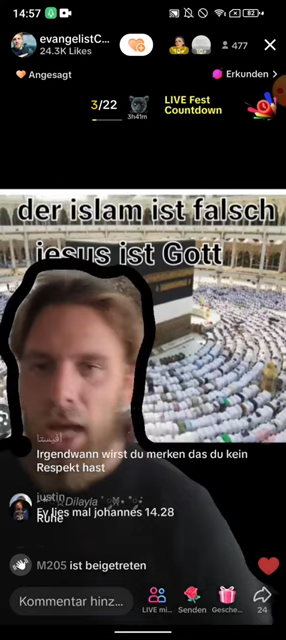 14:57
82
evangelistC...
24.3K Likes
477
Angesagt
Erkunden >
3/22
3h41m
LIVE Fest
Countdown
der islam ist falsch
jesus ist Gott
Irgendwann wirst du merken das du kein
Respekt hast
justin
Dilayla
Ey lies mal johannes 14.28
Ruhe
M205 ist beigetreten
Kommentar hinz...
LIVE mi...
Senden
Gesche...
24